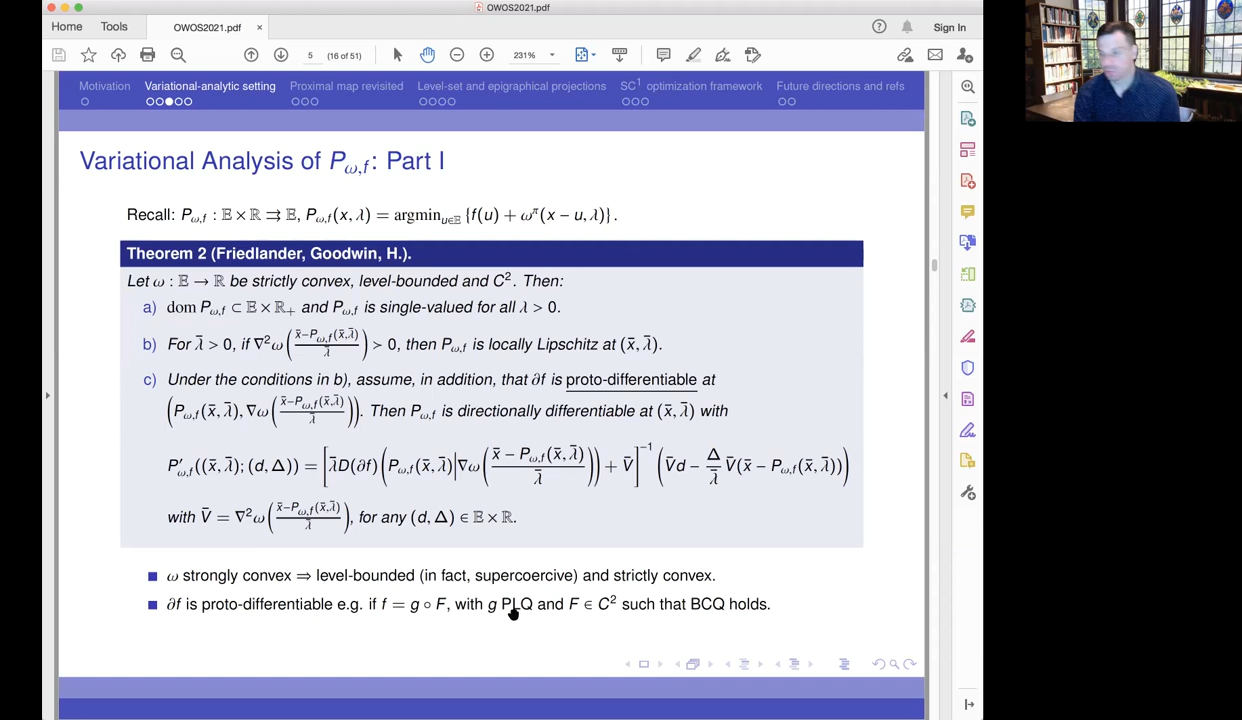 OWOS2021.pdf
Home Tools OWOS2021.pdf × Sign In
5 (16 of 51) 231%
Motivation Variational-analytic setting Proximal map revisited Level-set and epigraphical projections SC¹ optimization framework Future directions and refs
Variational Analysis of P_{ω,f}: Part I
Recall: P_{ω,f} : 𝔼 × ℝ ⇉ 𝔼, P_{ω,f}(x, λ) = argmin_{u∈𝔼} {f(u) + ω^π(x − u, λ)}.
Theorem 2 (Friedlander, Goodwin, H.).
Let ω : 𝔼 → ℝ be strictly convex, level-bounded and C². Then:
a) dom P_{ω,f} ⊂ 𝔼 × ℝ₊ and P_{ω,f} is single-valued for all λ > 0.
b) For λ̄ > 0, if ∇²ω((x̄−P_{ω,f}(x̄,λ̄))/λ̄) ≻ 0, then P_{ω,f} is locally Lipschitz at (x̄, λ̄).
c) Under the conditions in b), assume, in addition, that ∂f is proto-differentiable at
(P_{ω,f}(x̄, λ̄), ∇ω((x̄−P_{ω,f}(x̄,λ̄))/λ̄)). Then P_{ω,f} is directionally differentiable at (x̄, λ̄) with
P′_{ω,f}((x̄, λ̄); (d, Δ)) = [λ̄D(∂f)(P_{ω,f}(x̄, λ̄)|∇ω((x̄ − P_{ω,f}(x̄, λ̄))/λ̄)) + V̄]⁻¹ (V̄d − Δ/λ̄ V̄(x̄ − P_{ω,f}(x̄, λ̄)))
with V̄ = ∇²ω((x̄−P_{ω,f}(x̄,λ̄))/λ̄), for any (d, Δ) ∈ 𝔼 × ℝ.
■ ω strongly convex ⇒ level-bounded (in fact, supercoercive) and strictly convex.
■ ∂f is proto-differentiable e.g. if f = g ∘ F, with g PLQ and F ∈ C² such that BCQ holds.